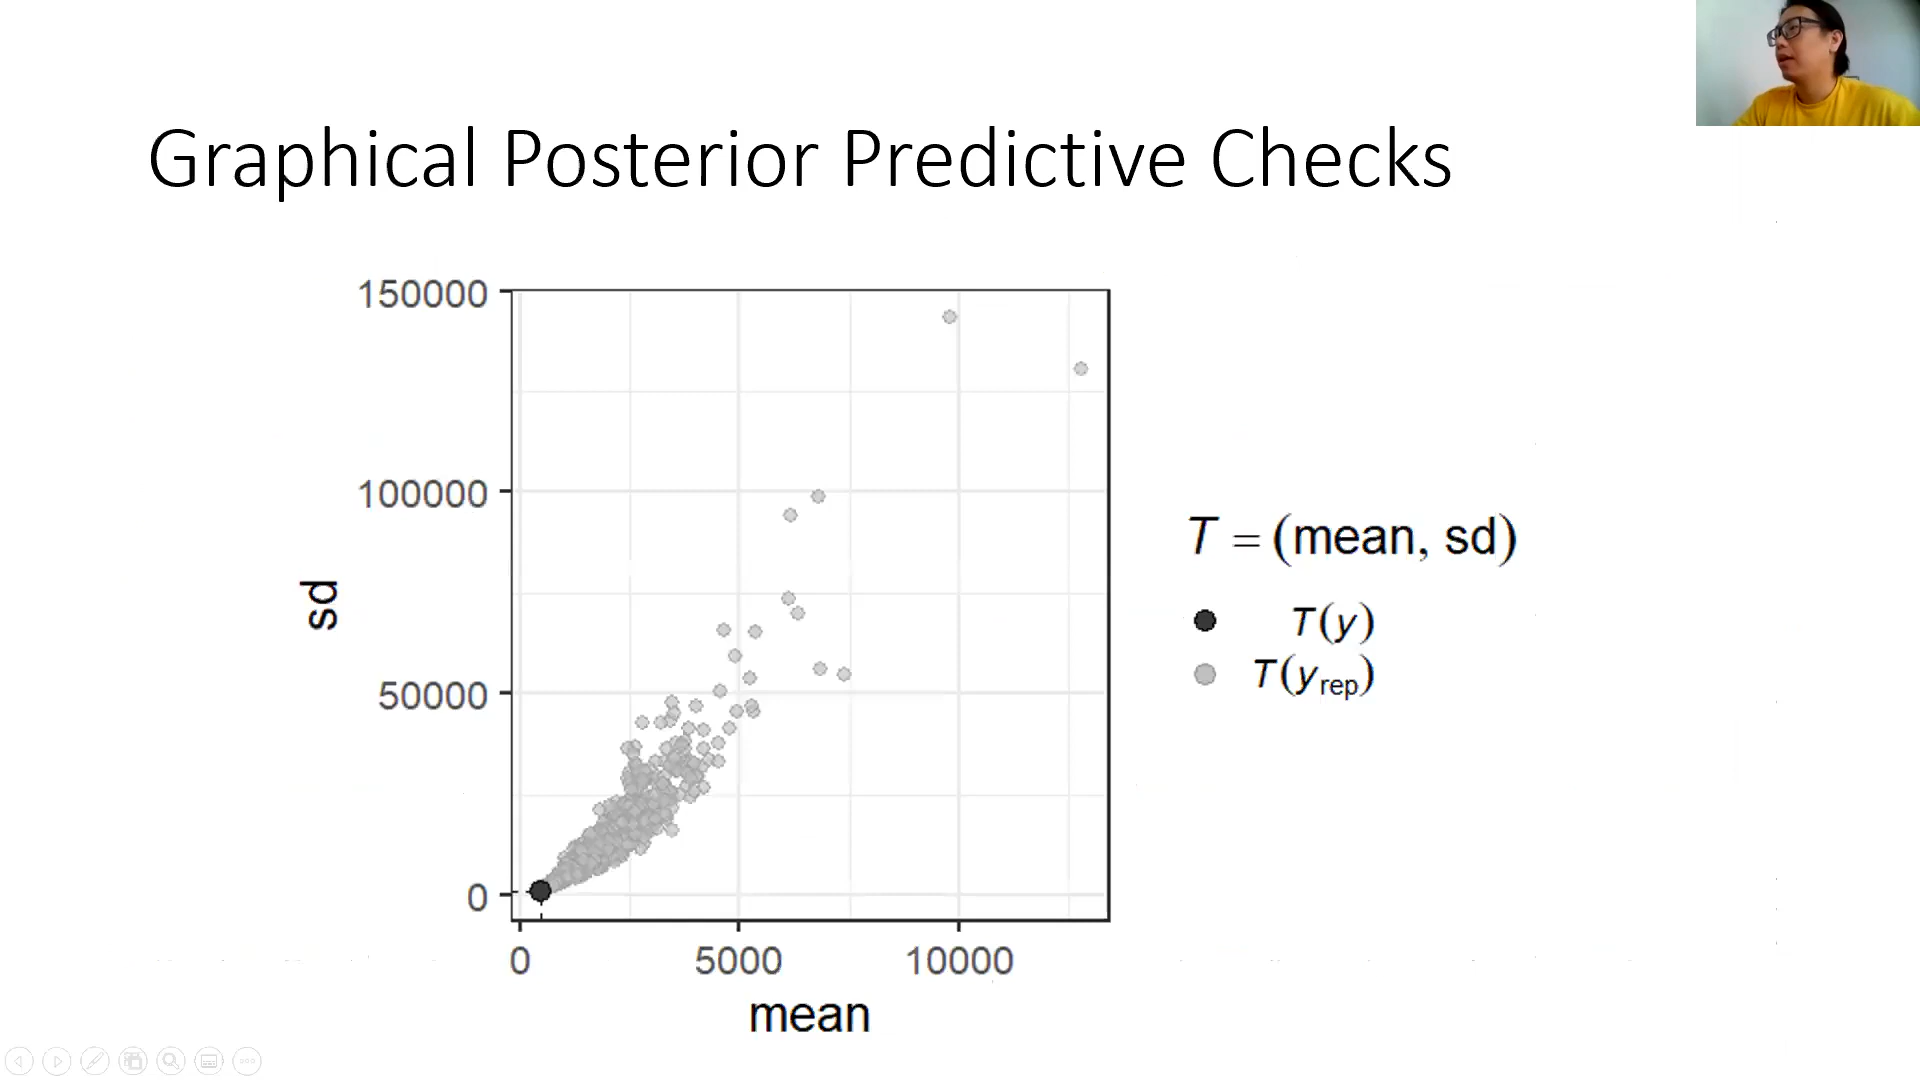 Graphical Posterior Predictive Checks
150000
100000
50000
0
sd
0 5000 10000
mean
T = (mean, sd)
T(y)
T(y_rep)